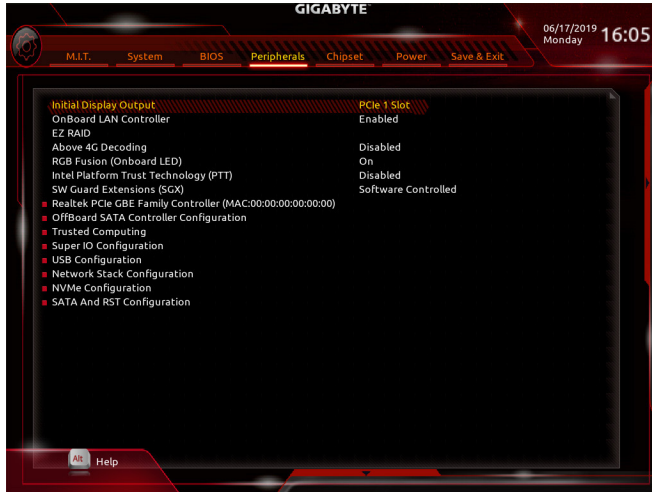 GIGABYTE™
06/17/2019 Monday 16:05
M.I.T. System BIOS Peripherals Chipset Power Save & Exit
Initial Display Output PCIe 1 Slot
OnBoard LAN Controller Enabled
EZ RAID
Above 4G Decoding Disabled
RGB Fusion (Onboard LED) On
Intel Platform Trust Technology (PTT) Disabled
SW Guard Extensions (SGX) Software Controlled
Realtek PCIe GBE Family Controller (MAC:00:00:00:00:00:00)
OffBoard SATA Controller Configuration
Trusted Computing
Super IO Configuration
USB Configuration
Network Stack Configuration
NVMe Configuration
SATA And RST Configuration
Alt Help